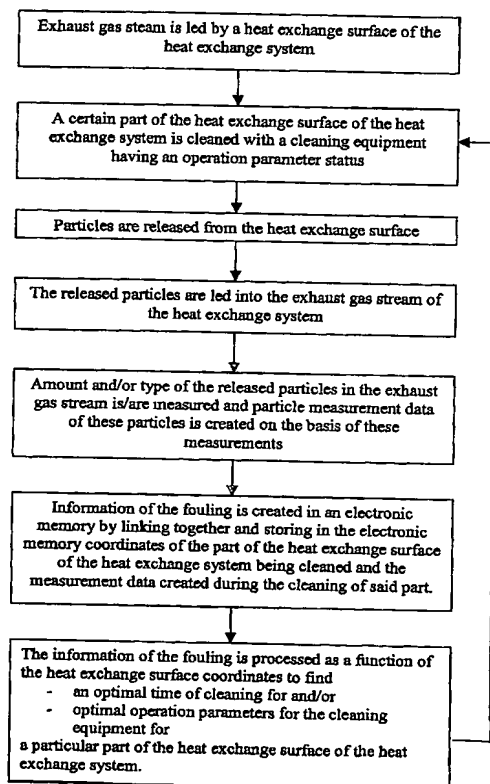 Exhaust gas steam is led by a heat exchange surface of the
heat exchange system
A certain part of the heat exchange surface of the heat
exchange system is cleaned with a cleaning equipment
having an operation parameter status
Particles are released from the heat exchange surface
The released particles are led into the exhaust gas stream of
the heat exchange system
Amount and/or type of the released particles in the exhaust
gas stream is/are measured and particle measurement data
of these particles is created on the basis of these
measurements
Information of the fouling is created in an electronic
memory by linking together and storing in the electronic
memory coordinates of the part of the heat exchange surface
of the heat exchange system being cleaned and the
measurement data created during the cleaning of said part.
The information of the fouling is processed as a function of
the heat exchange surface coordinates to find
- an optimal time of cleaning for and/or
- optimal operation parameters for the cleaning
equipment for
a particular part of the heat exchange surface of the heat
exchange system.